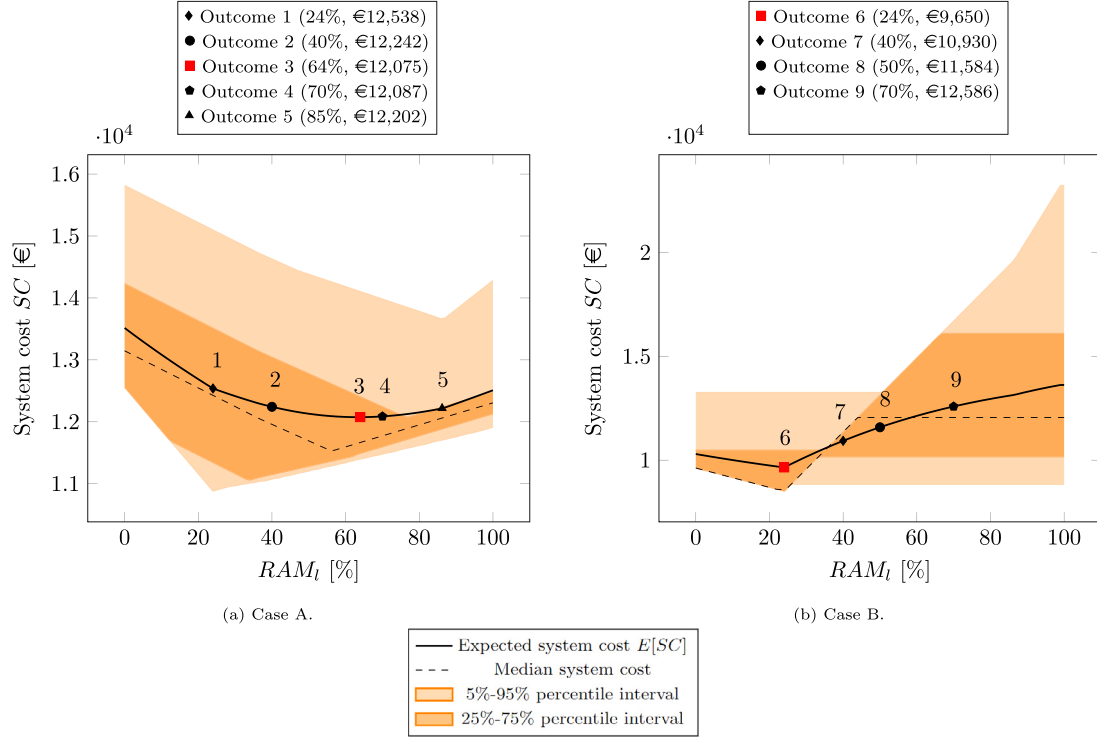 Outcome 1 (24%, €12,538)
Outcome 2 (40%, €12,242)
Outcome 3 (64%, €12,075)
Outcome 4 (70%, €12,087)
Outcome 5 (85%, €12,202)
·10⁴
System cost SC [€]
1.6
1.5
1.4
1.3
1.2
1.1
1
2
3
4
5
0
20
40
60
80
100
RAM_l [%]
(a) Case A.
Outcome 6 (24%, €9,650)
Outcome 7 (40%, €10,930)
Outcome 8 (50%, €11,584)
Outcome 9 (70%, €12,586)
·10⁴
System cost SC [€]
2
1.5
1
6
7
8
9
0
20
40
60
80
100
RAM_l [%]
(b) Case B.
Expected system cost E[SC]
Median system cost
5%-95% percentile interval
25%-75% percentile interval